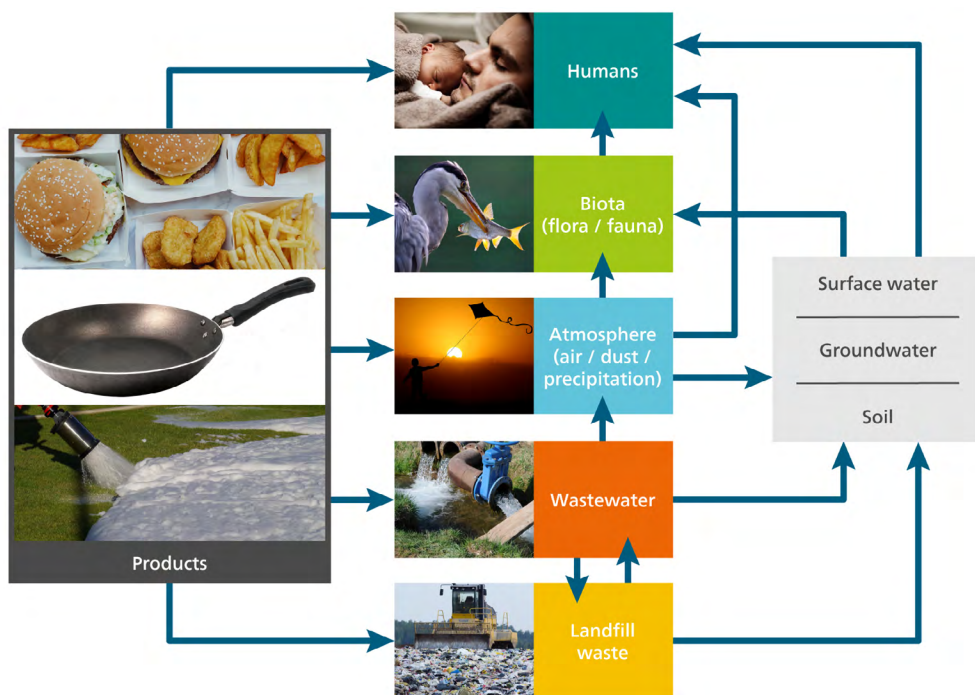 Humans
Biota
(flora / fauna)
Surface water
Atmosphere
(air / dust /
precipitation)
Groundwater
Soil
Wastewater
Products
Landfill
waste